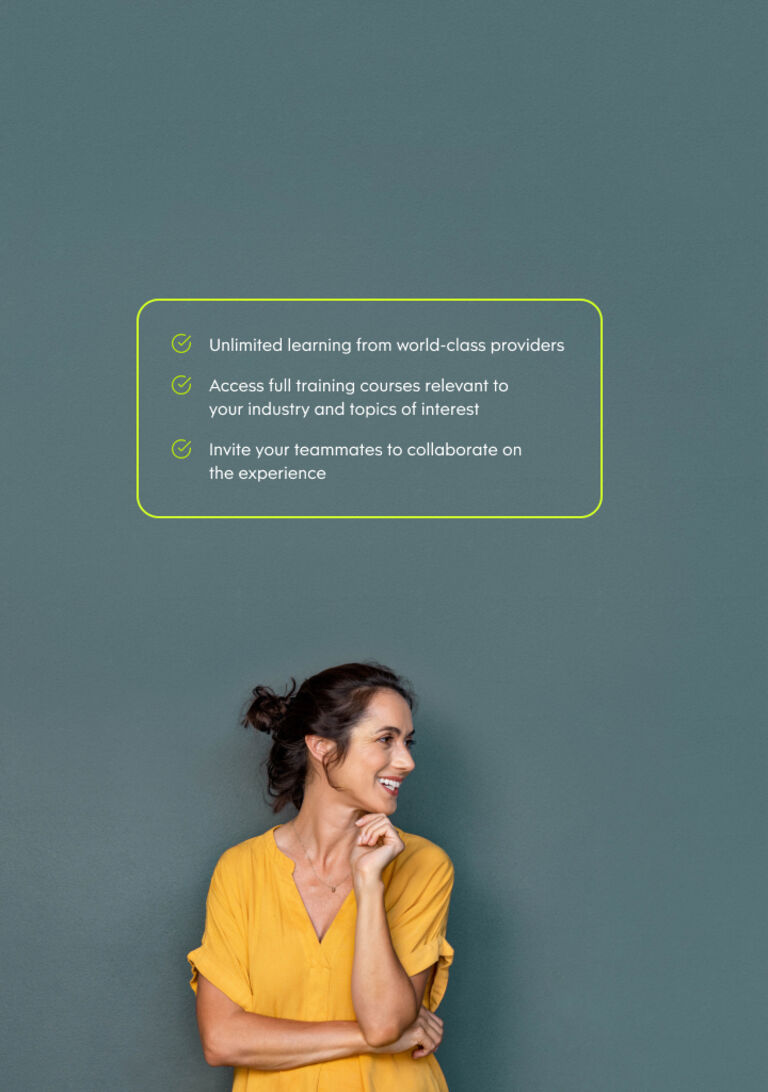 Unlimited learning from world-class providers
Access full training courses relevant to
your industry and topics of interest
Invite your teammates to collaborate on
the experience